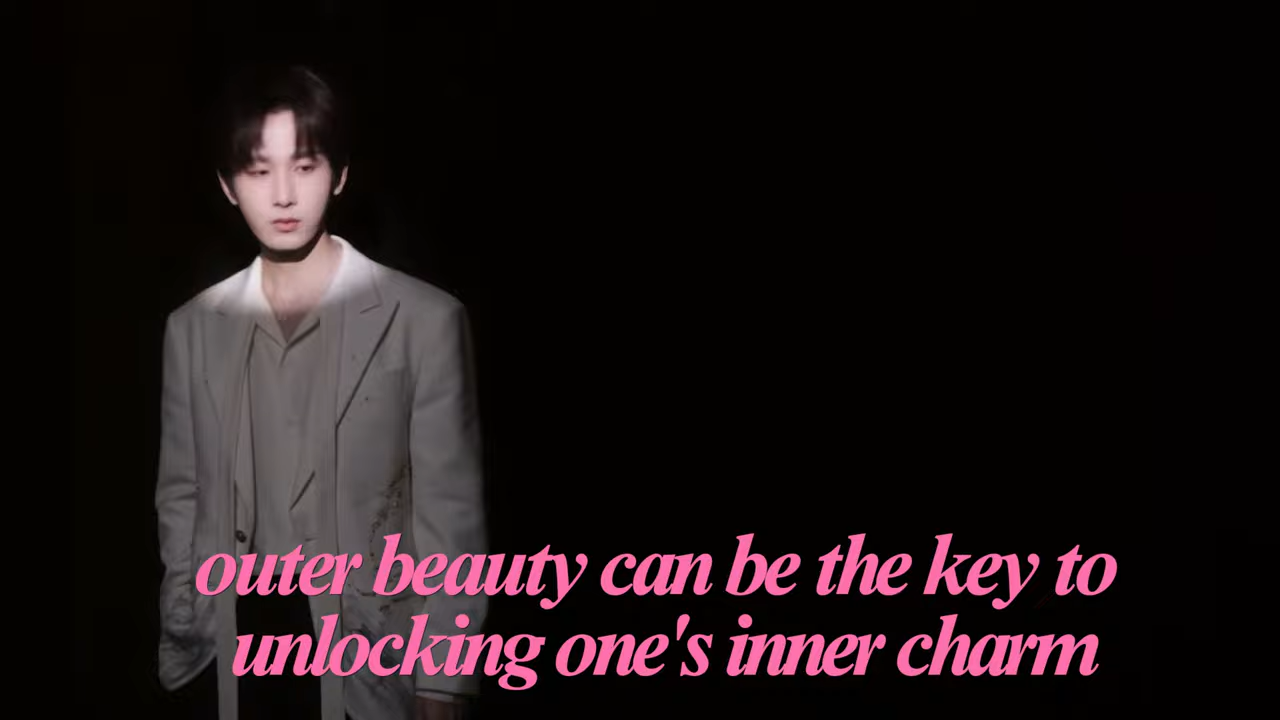 outer beauty can be the key to
unlocking one's inner charm